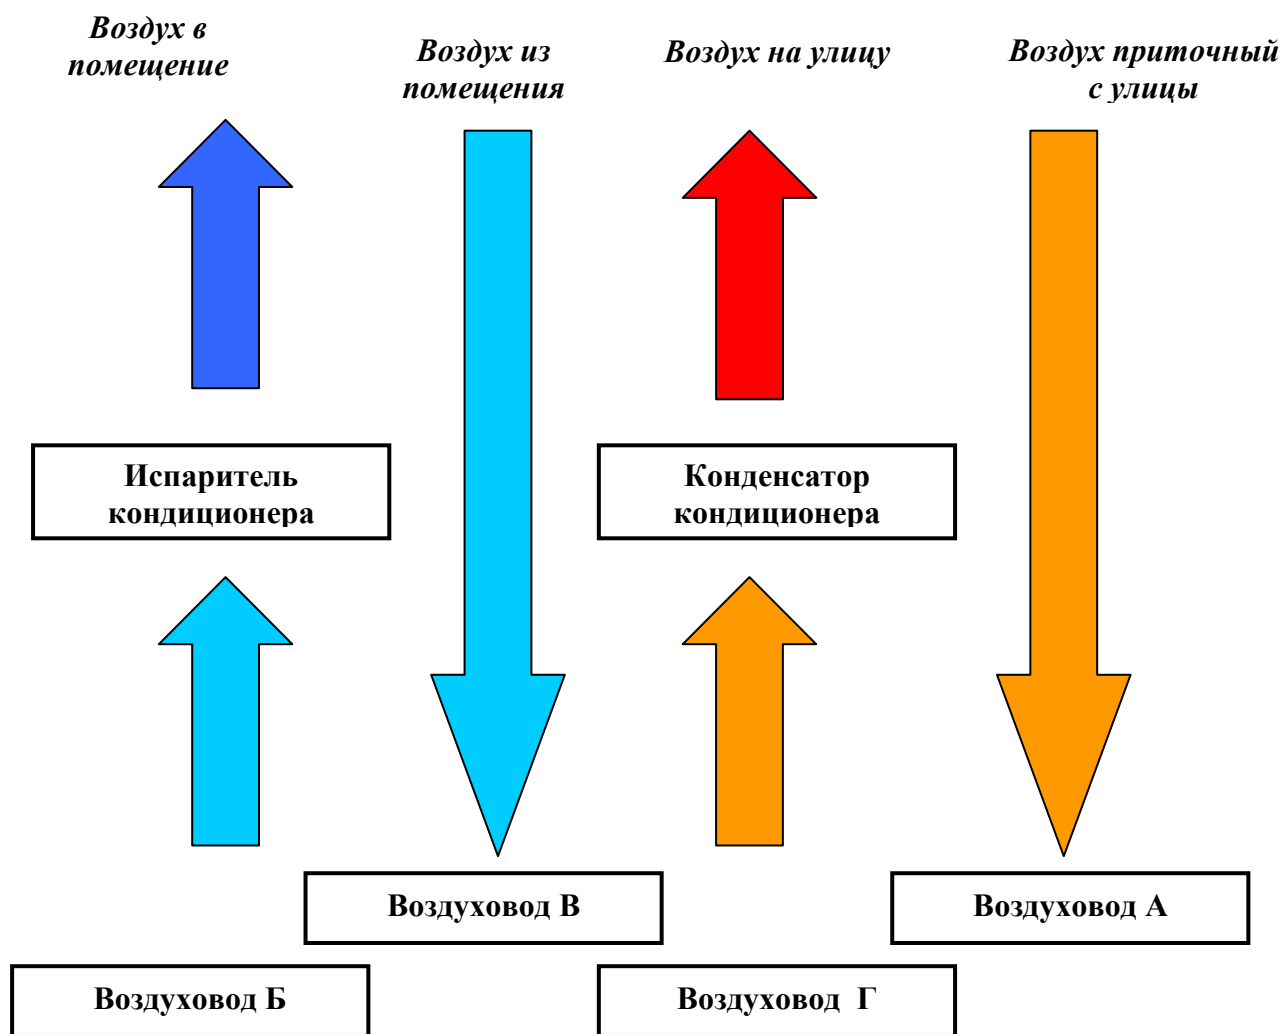 Воздух в
помещение
Воздух из
помещения
Воздух на улицу
Воздух приточный
с улицы
Испаритель
кондиционера
Конденсатор
кондиционера
Воздуховод В
Воздуховод А
Воздуховод Б
Воздуховод Г